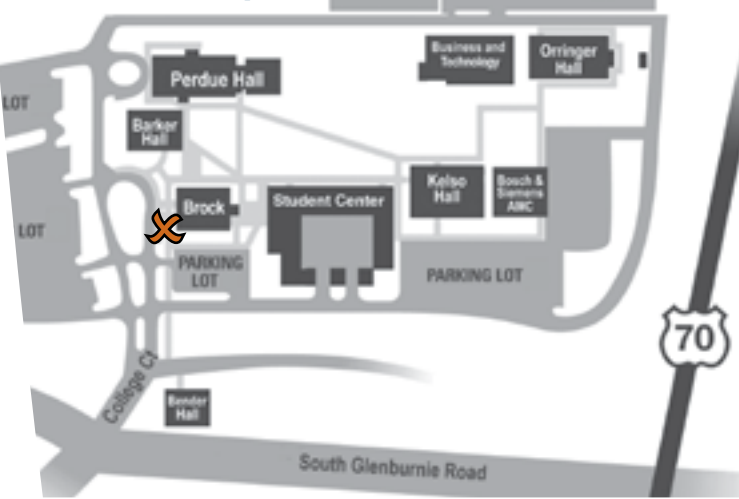 Business and
Technology
Orringer
Hall
Perdue Hall
LOT
Barker
Hall
Kelso
Hall
Bosch &
Siemens
AMC
Brock
Student Center
LOT
PARKING
LOT
PARKING LOT
70
College Ct
Bender
Hall
South Glenburnie Road